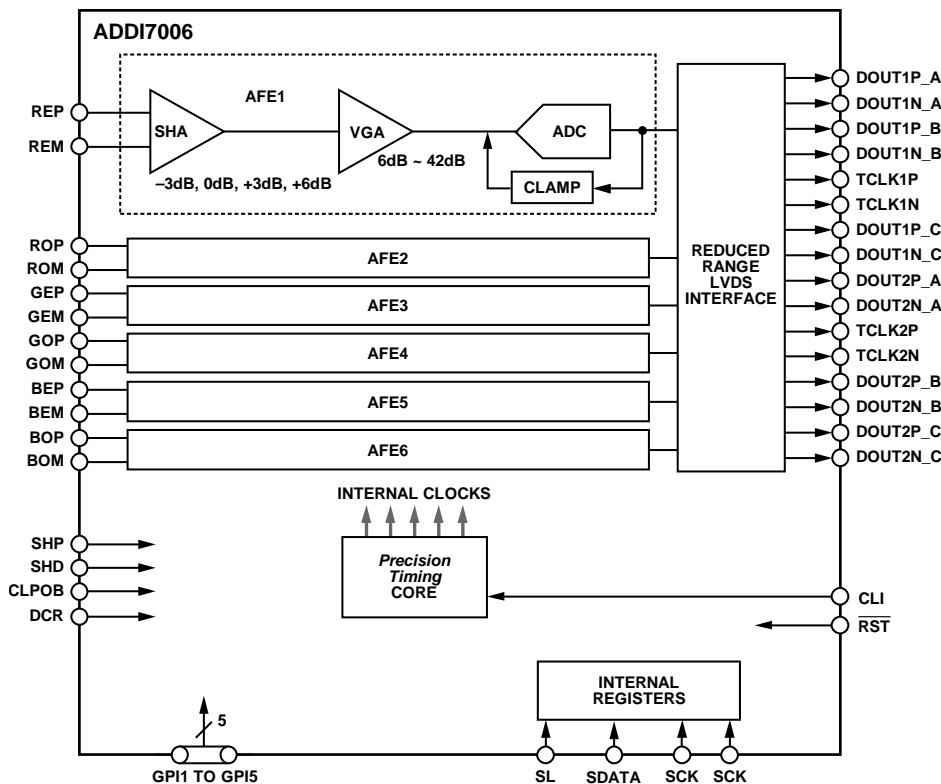 ADDI7006
AFE1
REP
REM
SHA
–3dB, 0dB, +3dB, +6dB
VGA
6dB ~ 42dB
ADC
CLAMP
ROP
ROM
AFE2
GEP
GEM
AFE3
GOP
GOM
AFE4
BEP
BEM
AFE5
BOP
BOM
AFE6
REDUCED
RANGE
LVDS
INTERFACE
DOUT1P_A
DOUT1N_A
DOUT1P_B
DOUT1N_B
TCLK1P
TCLK1N
DOUT1P_C
DOUT1N_C
DOUT2P_A
DOUT2N_A
TCLK2P
TCLK2N
DOUT2P_B
DOUT2N_B
DOUT2P_C
DOUT2N_C
INTERNAL CLOCKS
Precision
Timing
CORE
SHP
SHD
CLPOB
DCR
CLI
RST
INTERNAL
REGISTERS
5
GPI1 TO GPI5
SL
SDATA
SCK
SCK